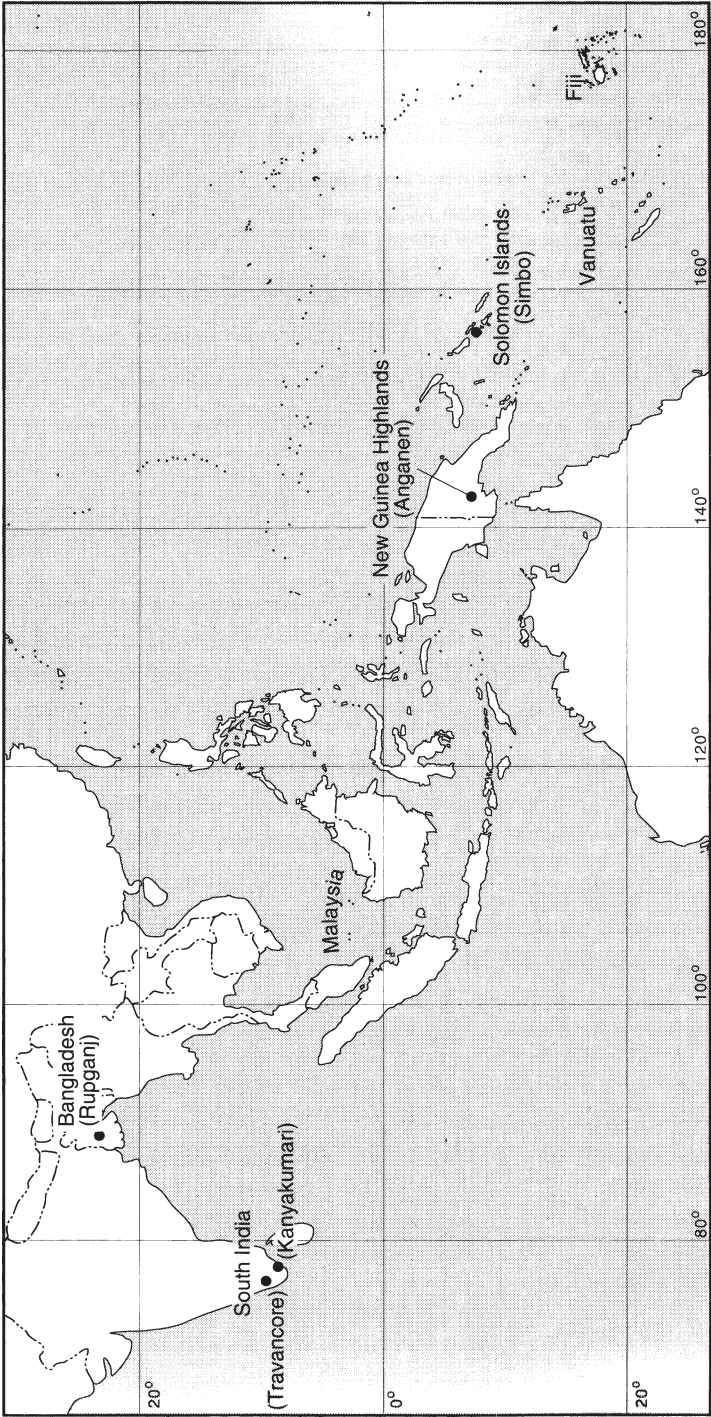 Bangladesh
(Rupganj)
South India
(Travancore)
(Kanyakumari)
Malaysia
New Guinea Highlands
(Anganen)
Solomon Islands
(Simbo)
Vanuatu
Fiji
20°
0°
20°
80°
100°
120°
140°
160°
180°